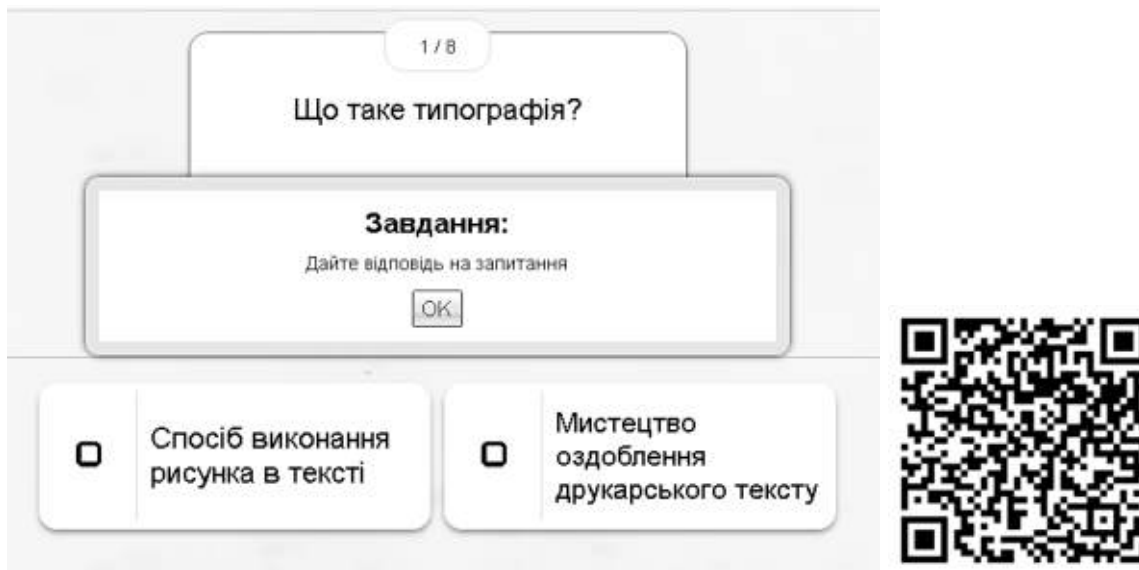 1 / 8
Що таке типографія?
Завдання:
Дайте відповідь на запитання
OK
Спосіб виконання
рисунка в тексті
Мистецтво
оздоблення
друкарського тексту